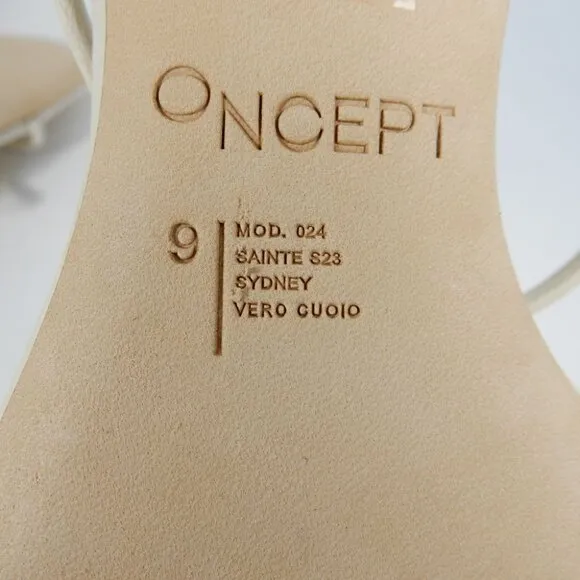 ONCEPT
9
MOD. 024
SAINTE S23
SYDNEY
VERO CUOIO